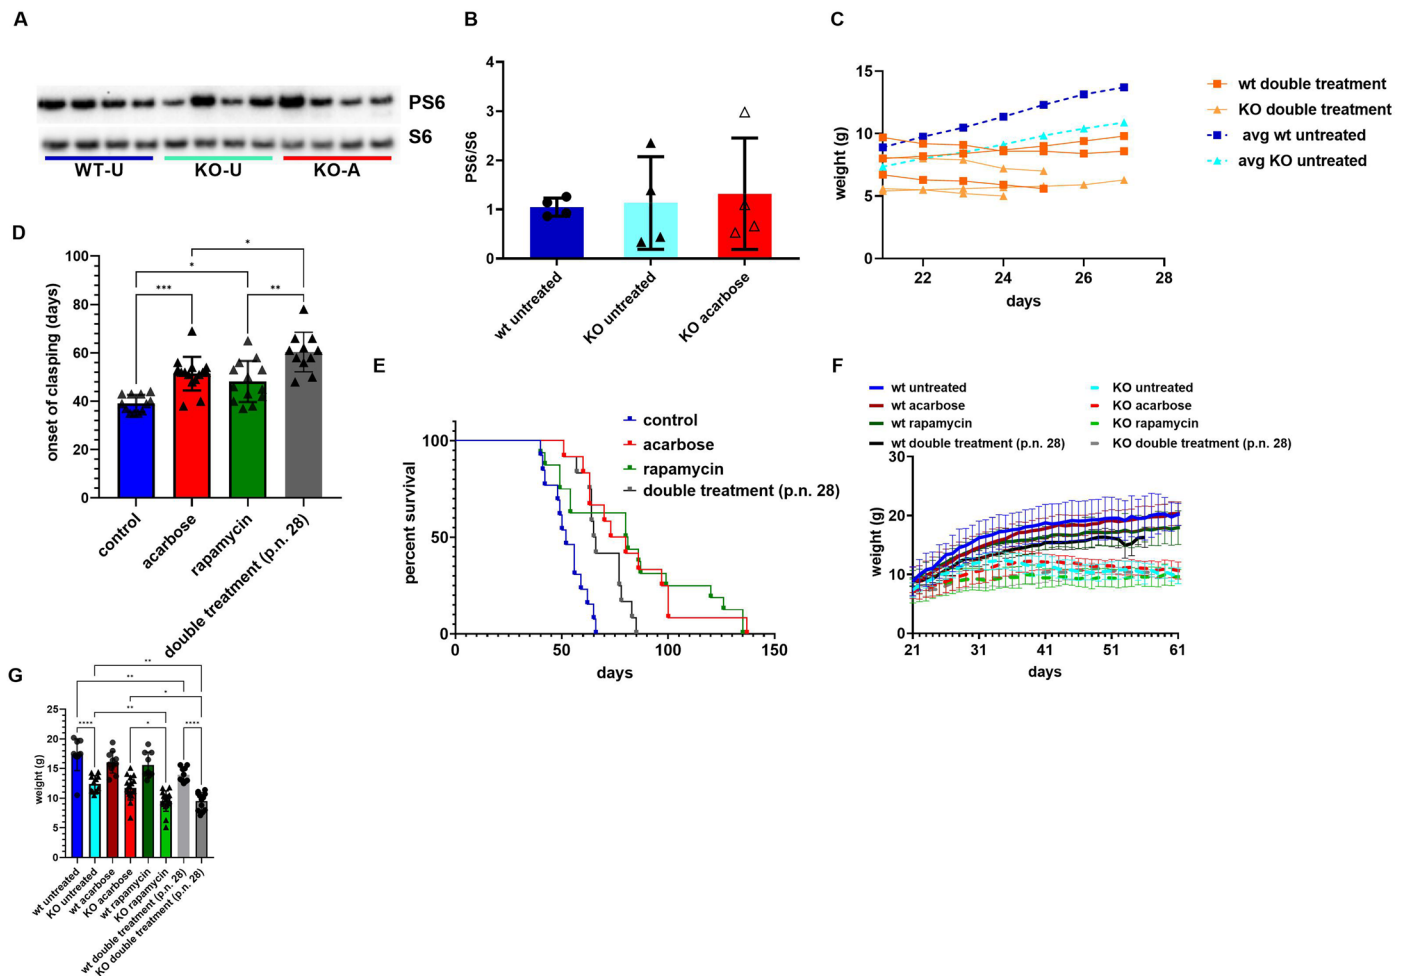 A
PS6
S6
WT-U KO-U KO-A
B
4
3
2
1
0
PS6/S6
wt untreated
KO untreated
KO acarbose
C
15
10
5
0
weight (g)
22 24 26 28
days
wt double treatment
KO double treatment
avg wt untreated
avg KO untreated
D
100
80
60
40
20
0
onset of clasping (days)
*
*
***
**
control
acarbose
rapamycin
double treatment (p.n. 28)
E
control
acarbose
rapamycin
double treatment (p.n. 28)
100
50
0
percent survival
0 50 100 150
days
F
wt untreated
wt acarbose
wt rapamycin
wt double treatment (p.n. 28)
KO untreated
KO acarbose
KO rapamycin
KO double treatment (p.n. 28)
30
20
10
0
weight (g)
21 31 41 51 61
days
G
**
**
*
**
****
*
****
25
20
15
10
5
0
weight (g)
wt untreated
KO untreated
wt acarbose
KO acarbose
wt rapamycin
KO rapamycin
wt double treatment (p.n. 28)
KO double treatment (p.n. 28)